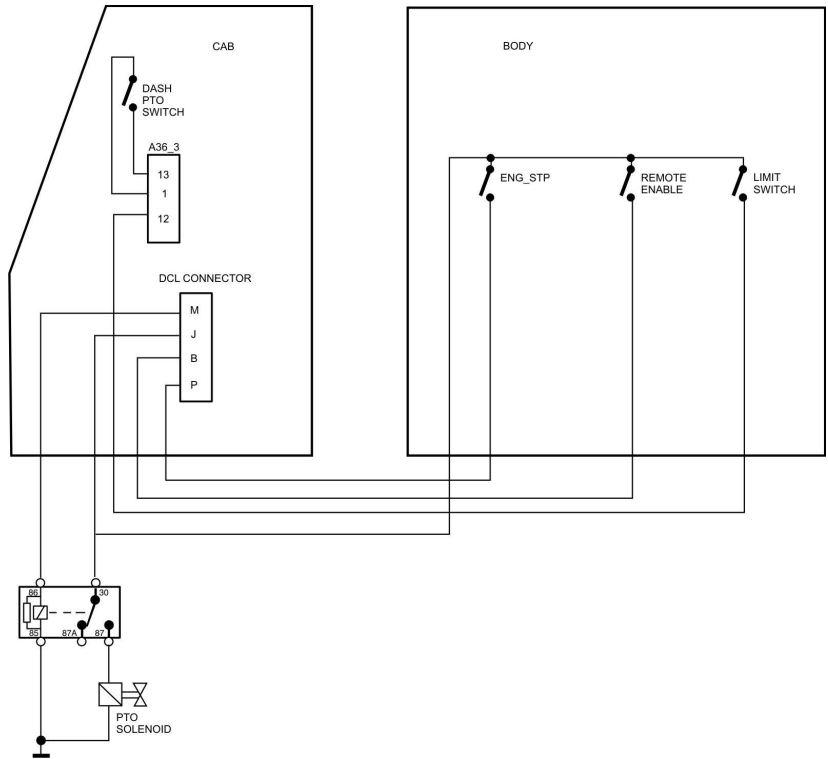 CAB
BODY
DASH
PTO
SWITCH
A36_3
13
1
12
ENG_STP
REMOTE
ENABLE
LIMIT
SWITCH
DCL CONNECTOR
M
J
B
P
86
30
85
87A
87
PTO
SOLENOID